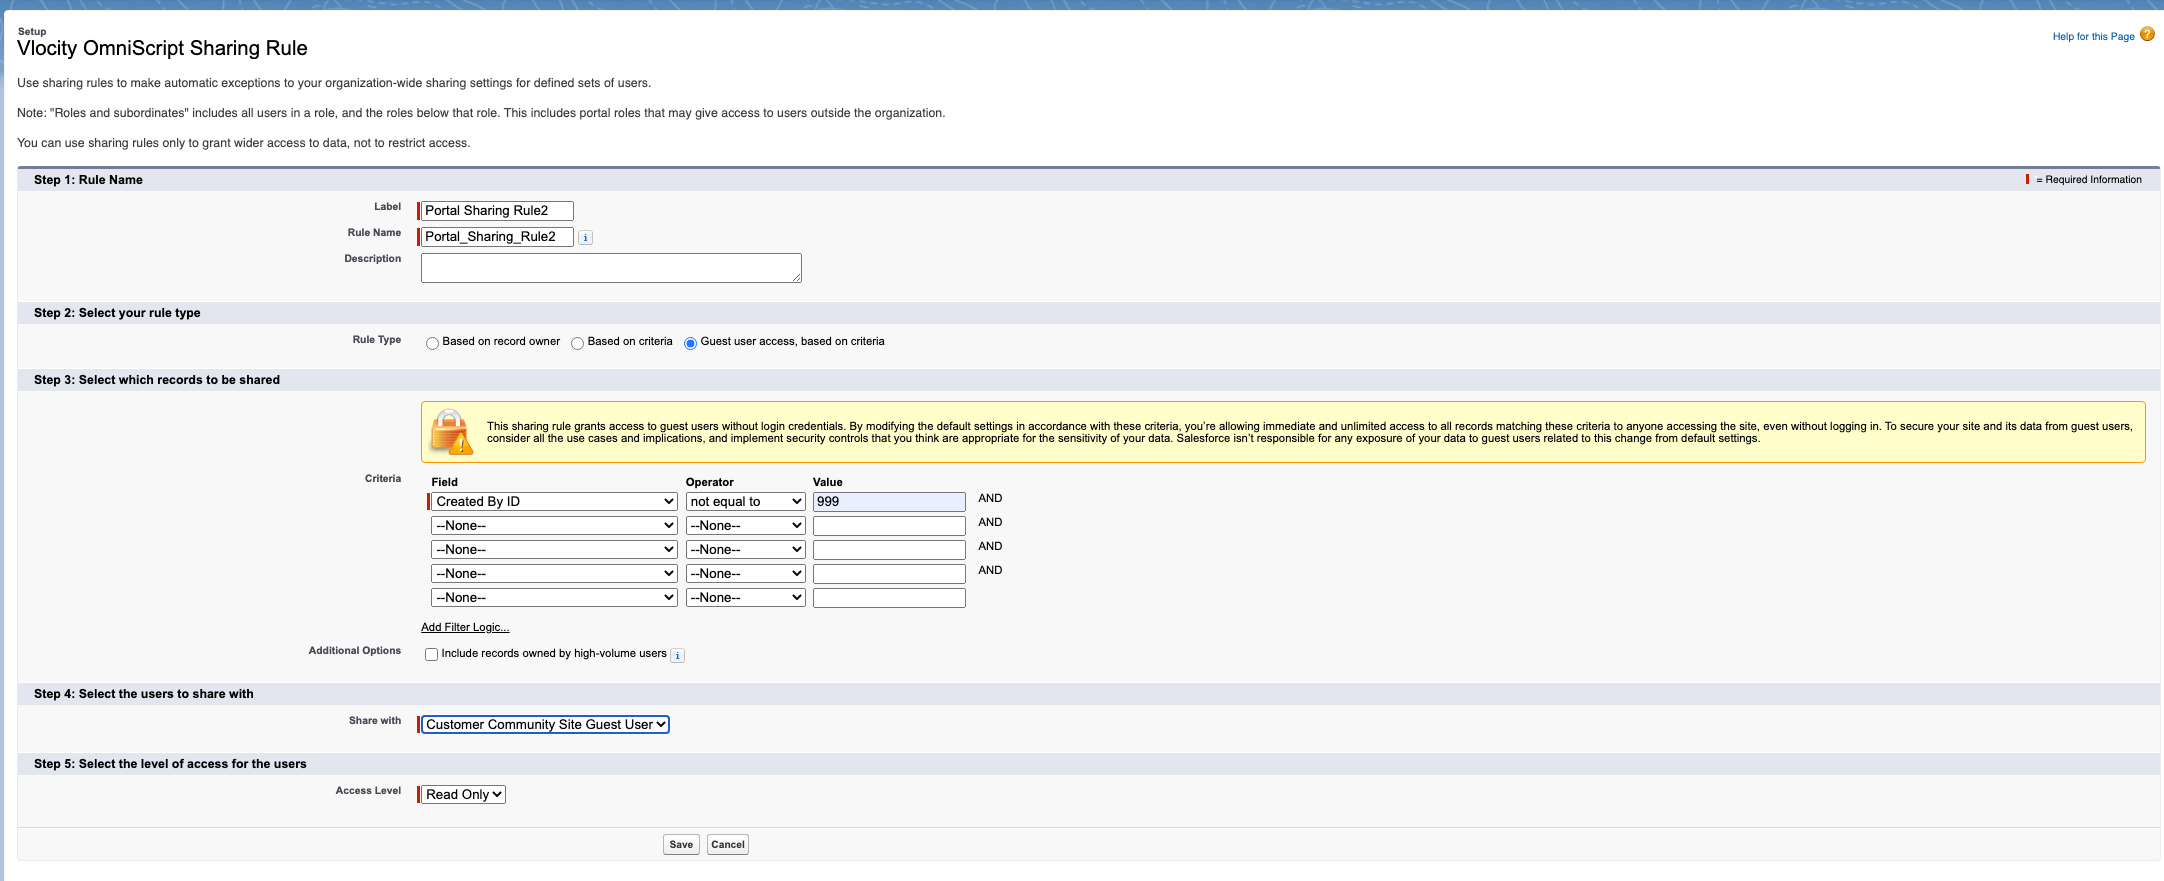 Setup
Vlocity OmniScript Sharing Rule
Help for this Page ?
Use sharing rules to make automatic exceptions to your organization-wide sharing settings for defined sets of users.
Note: "Roles and subordinates" includes all users in a role, and the roles below that role. This includes portal roles that may give access to users outside the organization.
You can use sharing rules only to grant wider access to data, not to restrict access.
Step 1: Rule Name
= Required Information
Label Portal Sharing Rule2
Rule Name Portal_Sharing_Rule2 i
Description
Step 2: Select your rule type
Rule Type Based on record owner Based on criteria Guest user access, based on criteria
Step 3: Select which records to be shared
This sharing rule grants access to guest users without login credentials. By modifying the default settings in accordance with these criteria, you're allowing immediate and unlimited access to all records matching these criteria to anyone accessing the site, even without logging in. To secure your site and its data from guest users,
consider all the use cases and implications, and implement security controls that you think are appropriate for the sensitivity of your data. Salesforce isn't responsible for any exposure of your data to guest users related to this change from default settings.
Criteria
Field Operator Value
Created By ID not equal to 999 AND
--None-- --None-- AND
--None-- --None-- AND
--None-- --None-- AND
--None-- --None--
Add Filter Logic...
Additional Options Include records owned by high-volume users i
Step 4: Select the users to share with
Share with Customer Community Site Guest User
Step 5: Select the level of access for the users
Access Level Read Only
Save Cancel